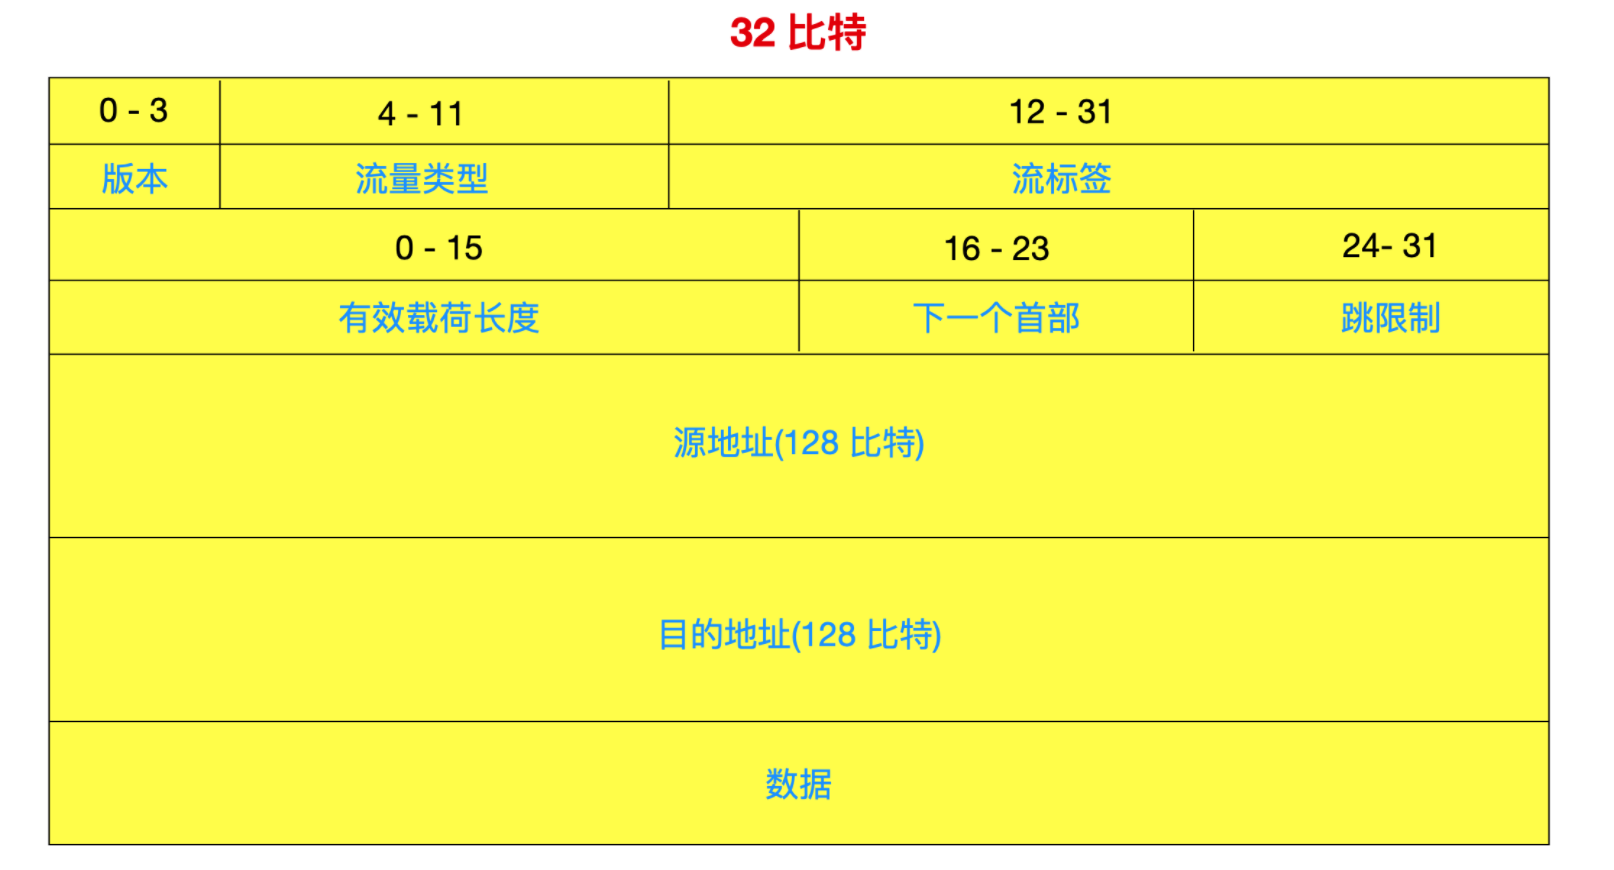 32 比特
0 - 3 4 - 11 12 - 31
版本 流量类型 流标签
0 - 15 16 - 23 24- 31
有效载荷长度 下一个首部 跳限制
源地址(128 比特)
目的地址(128 比特)
数据